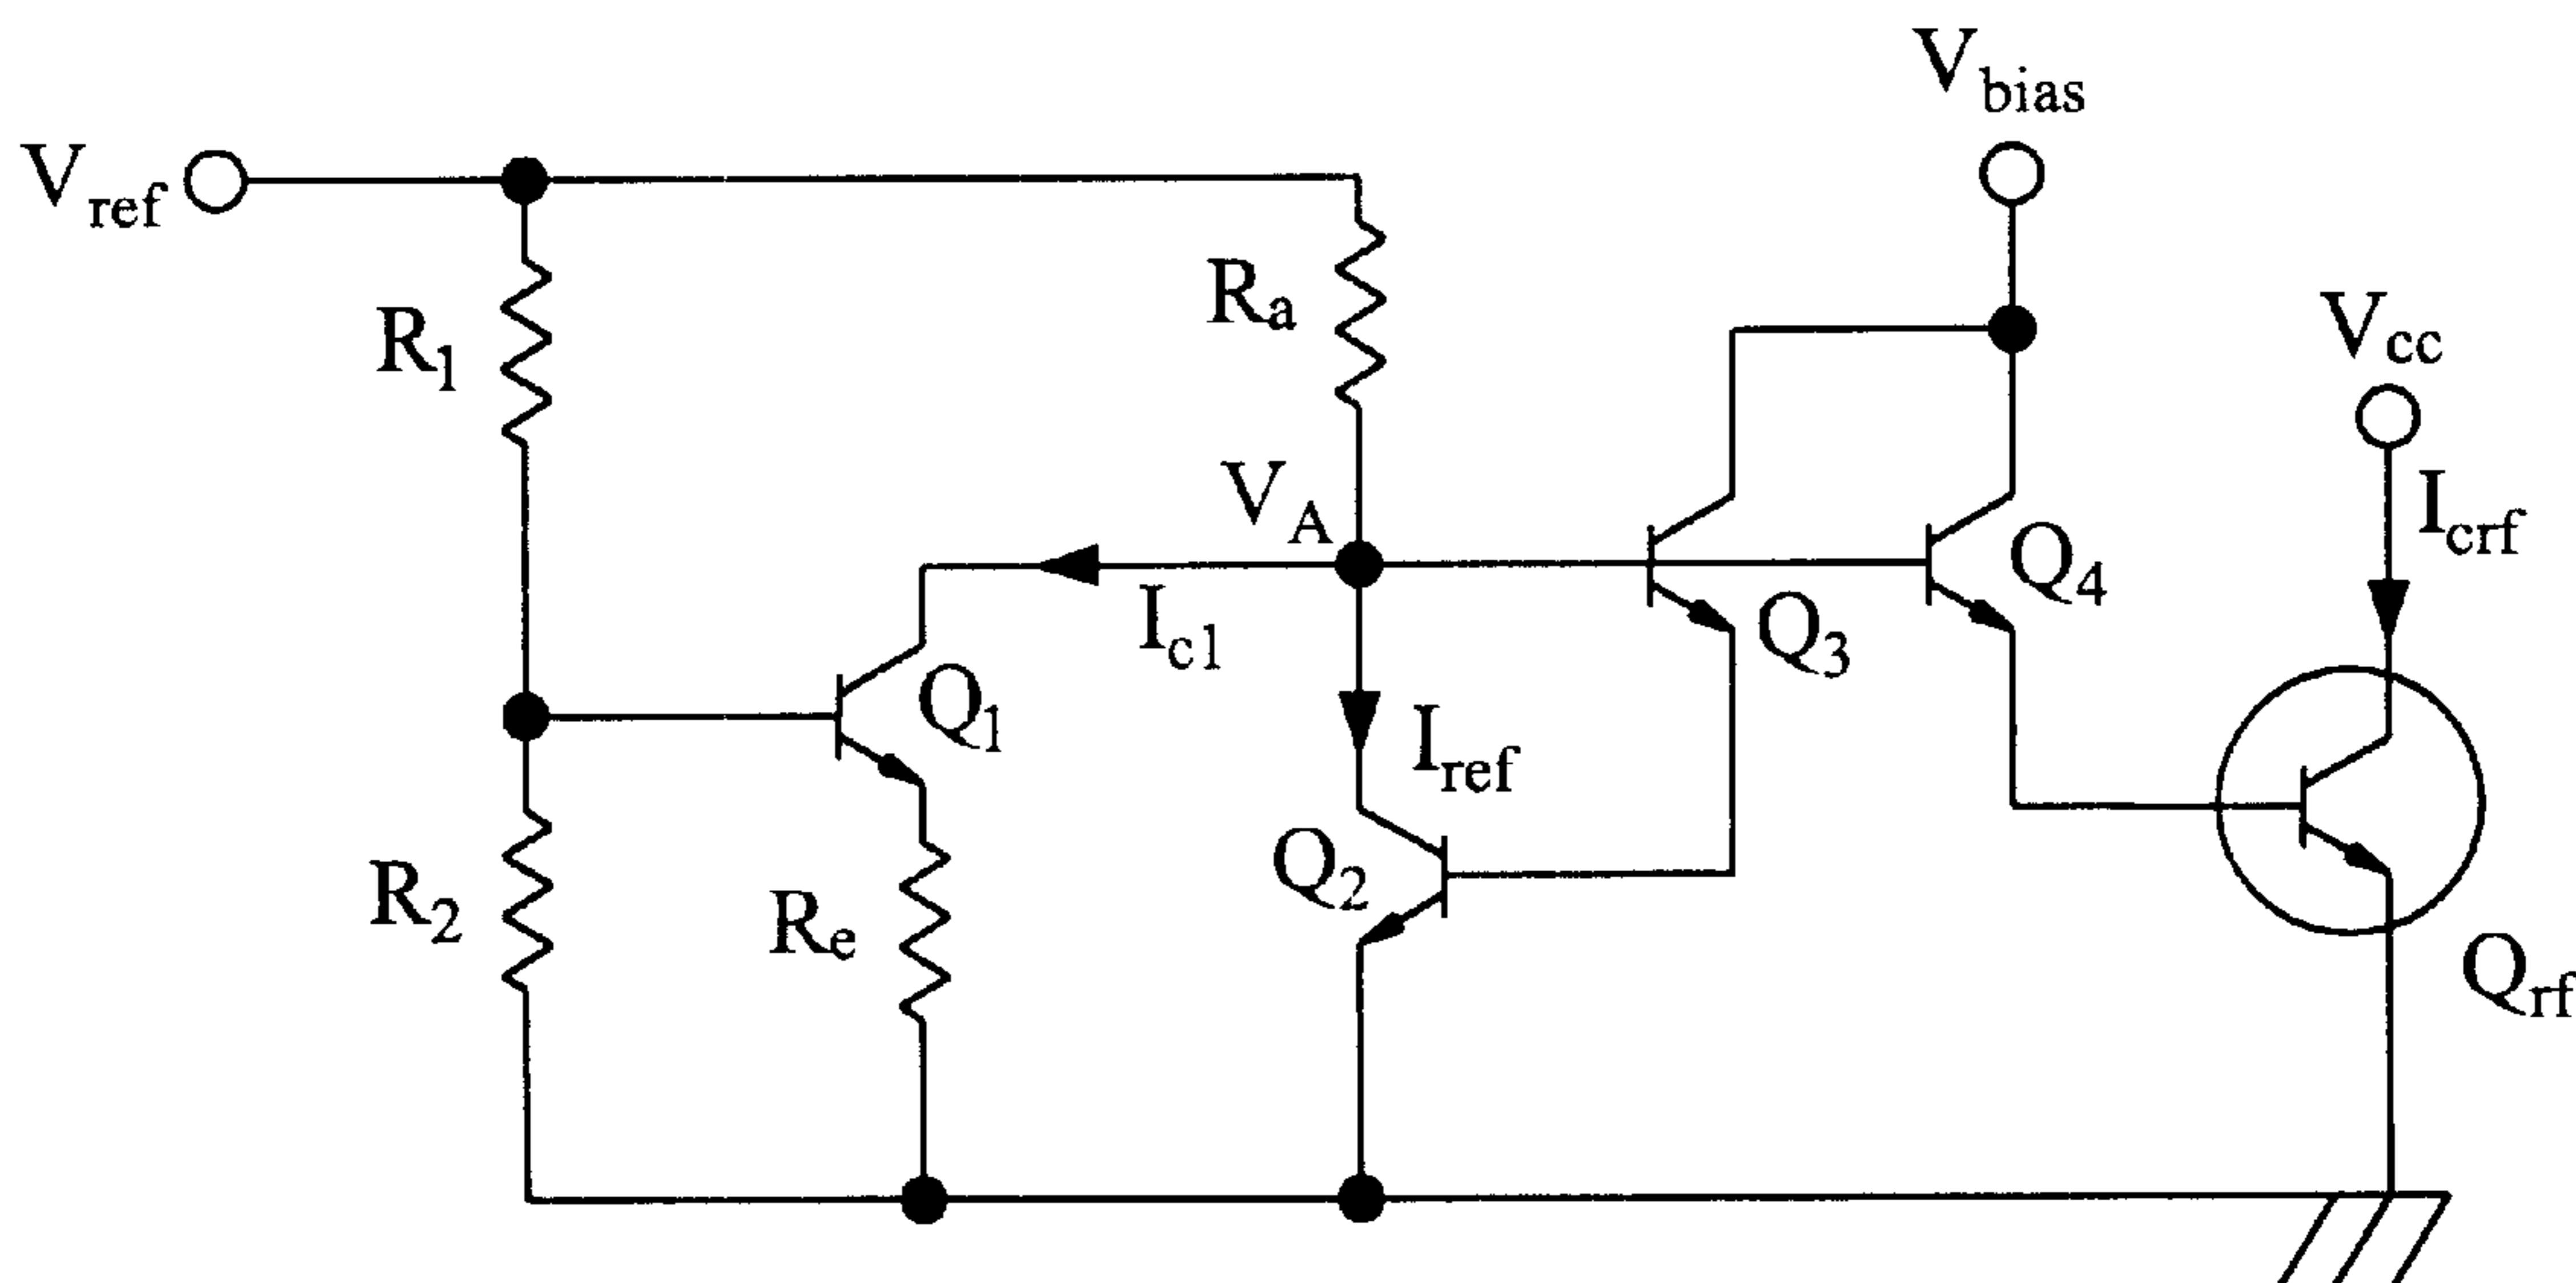 V_bias
V_ref
R_1
R_a
V_cc
V_A
I_crf
I_c1
Q_1
Q_3
Q_4
I_ref
Q_2
R_2
R_e
Q_rf